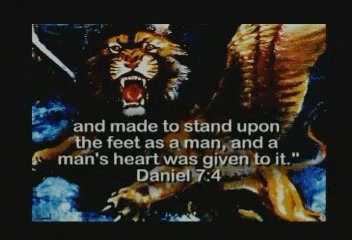 and made to stand upon
the feet as a man, and a
man's heart was given to it."
Daniel 7:4